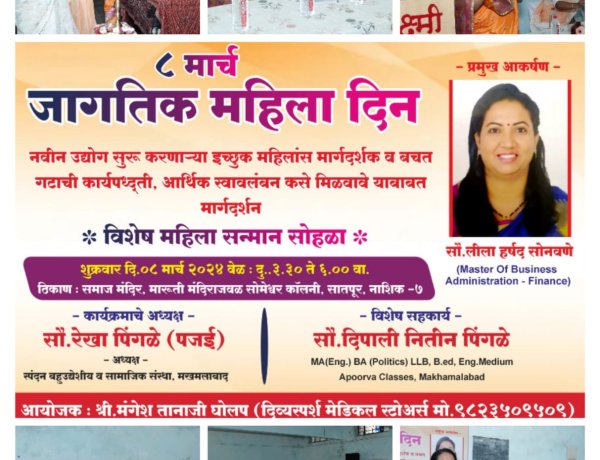 क्ष्मी
८ मार्च
जागतिक महिला दिन
नवीन उद्योग सुरू करणाऱ्या इच्छुक महिलांस मार्गदर्शक व बचत
गटाची कार्यपध्द्ती, आर्थिक स्वावलंबन कसे मिळवावे याबाबत
मार्गदर्शन
* विशेष महिला सन्मान सोहळा *
शुक्रवार दि.०८ मार्च २०२४ वेळ : दु..३.३० ते ६.०० वा.
ठिकाण : समाज मंदिर, मारूती मंदिराजवळ सोमेश्वर कॉलनी, सातपूर, नाशिक -७
- प्रमुख आकर्षण -
सौ.लीला हर्षद सोनवणे
(Master Of Business
Administration - Finance)
- कार्यक्रमाचे अध्यक्ष -
सौ.रेखा पिंगळे (पजई)
- अध्यक्ष -
स्पंदन बहुउद्येशीय व सामाजिक संस्था, मखमलाबाद
- विशेष सहकार्य -
सौ.दिपाली नितीन पिंगळे
MA(Eng.) BA (Politics) LLB, B.ed, Eng.Medium
Apoorva Classes, Makhamalabad
आयोजक : श्री.मंगेश तानाजी घोलप (दिव्यस्पर्श मेडिकल स्टोअर्स मो.९८२३५०९५०९)
दिन